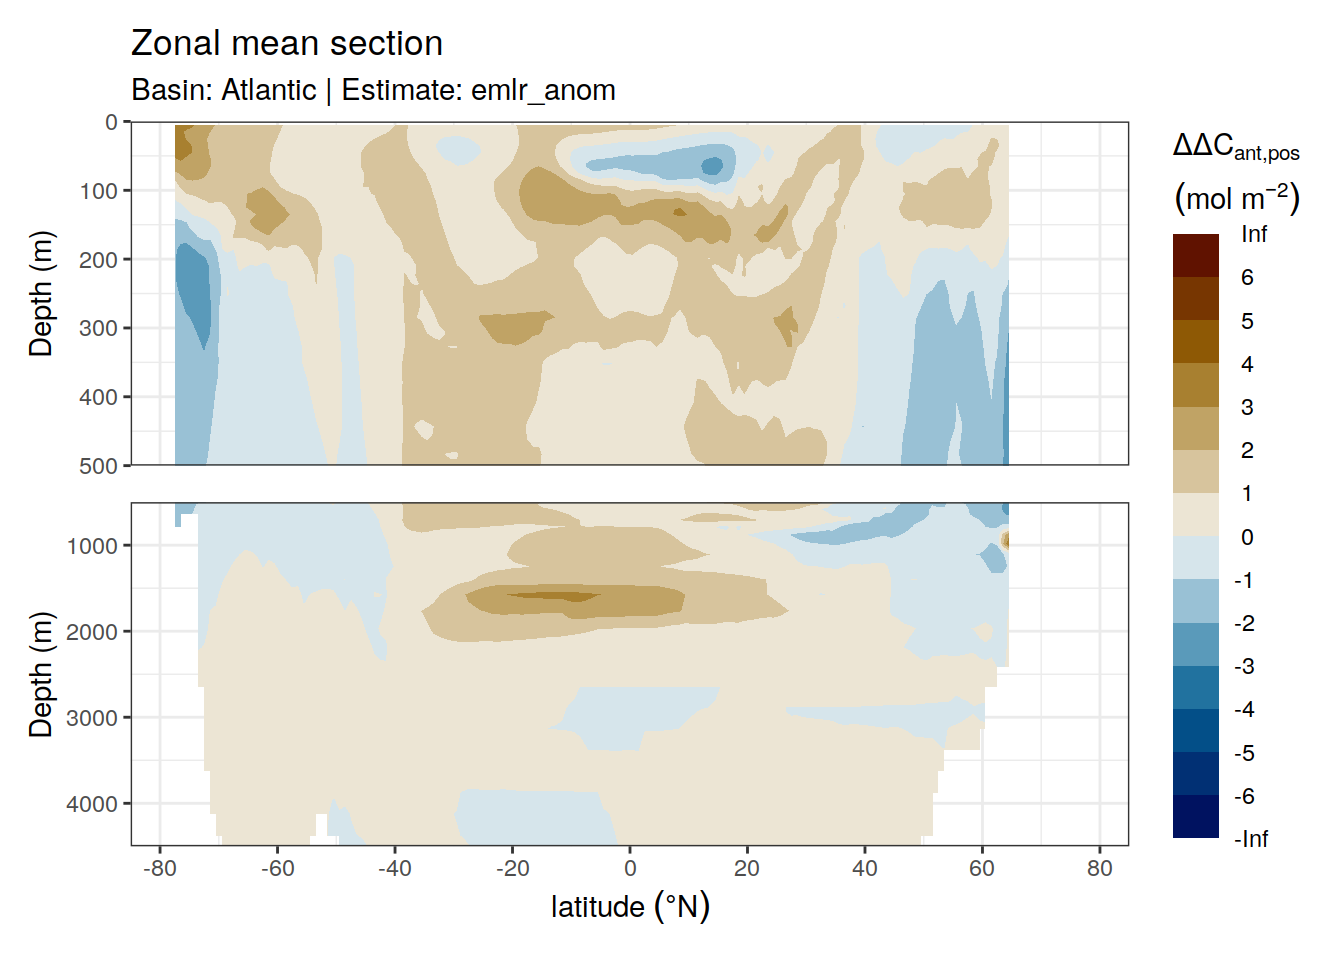 Zonal mean section
Basin: Atlantic | Estimate: emlr_anom
Depth (m)
0
100
200
300
400
500
Depth (m)
1000
2000
3000
4000
-80 -60 -40 -20 0 20 40 60 80
latitude (°N)
ΔΔCant,pos
(mol m−2)
Inf
6
5
4
3
2
1
0
-1
-2
-3
-4
-5
-6
-Inf